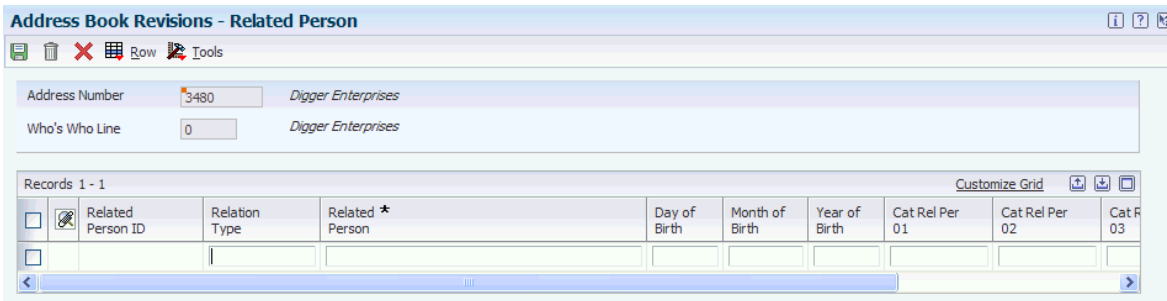 Address Book Revisions - Related Person
Row Tools
Address Number 3480 Digger Enterprises
Who's Who Line 0 Digger Enterprises
Records 1 - 1 Customize Grid
Related Relation Related * Day of Month of Year of Cat Rel Per Cat Rel Per Cat R
Person ID Type Person Birth Birth Birth 01 02 03